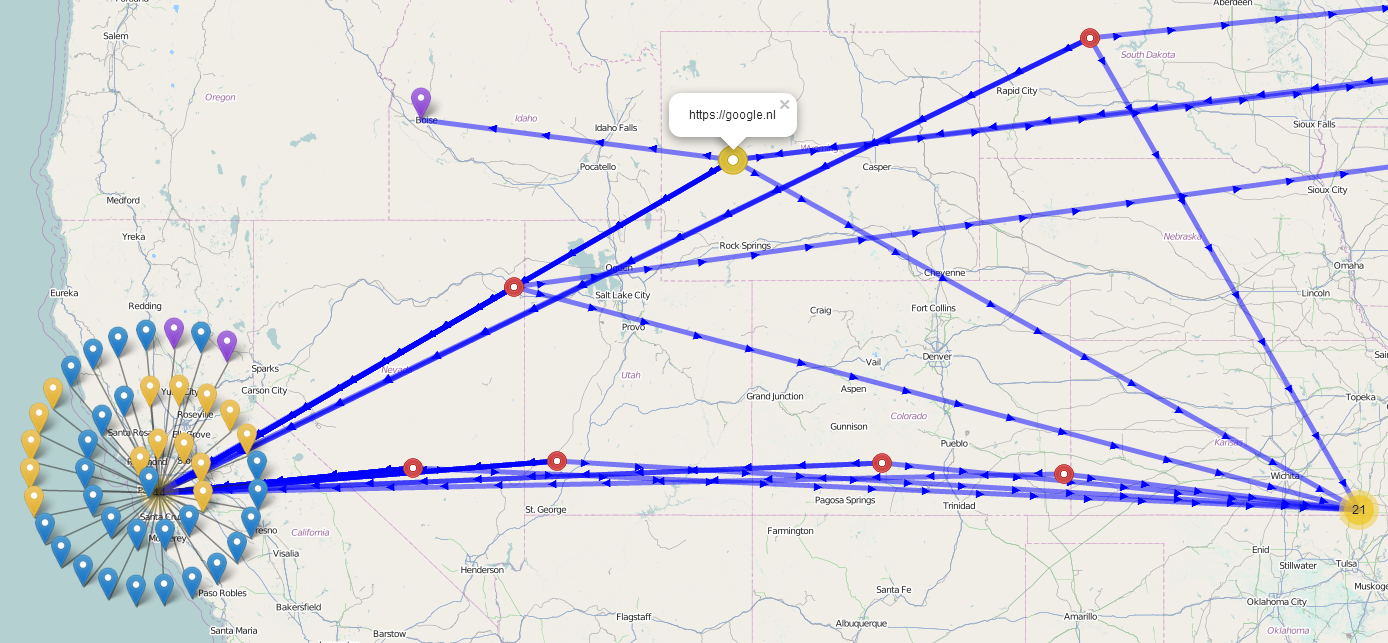 Aberdeen
Portland
Salem
South Dakota
Oregon
Rapid City
https://google.nl
×
Boise
Idaho
Idaho Falls
Sioux Falls
Wyoming
Pocatello
Casper
Sioux City
Medford
Yreka
Nebraska
Rock Springs
Ogden
Cheyenne
Omaha
Eureka
Salt Lake City
Lincoln
Redding
Craig
Fort Collins
Provo
Denver
Vail
Sparks
Nevada
Utah
Carson City
Aspen
Grand Junction
Topeka
Roseville
Colorado
Gunnison
Santa Rosa
Elk Grove
Pueblo
Kansas
Wichita
Pagosa Springs
Trinidad
St. George
21
Santa Cruz
California
Fresno
Farmington
Monterey
Visalia
Enid
Stillwater
Tulsa
Henderson
Muskoge
Paso Robles
Santa Fe
Oklahoma City
Bakersfield
Flagstaff
Albuquerque
Amarillo
Santa Maria
Barstow
Oklahoma